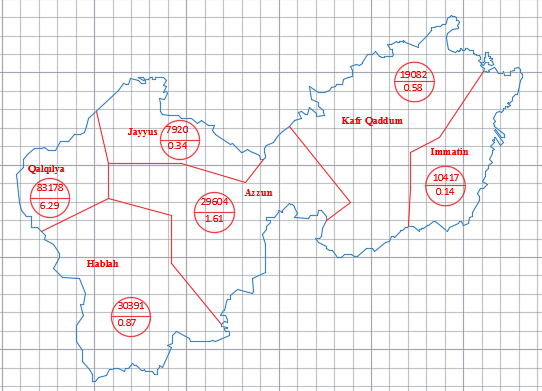 19082
0.58
Kafr Qaddum
Jayyus
7920
0.34
Immatin
Qalqilya
83178
6.29
10417
0.14
Azzun
29604
1.61
Hablah
30391
0.87